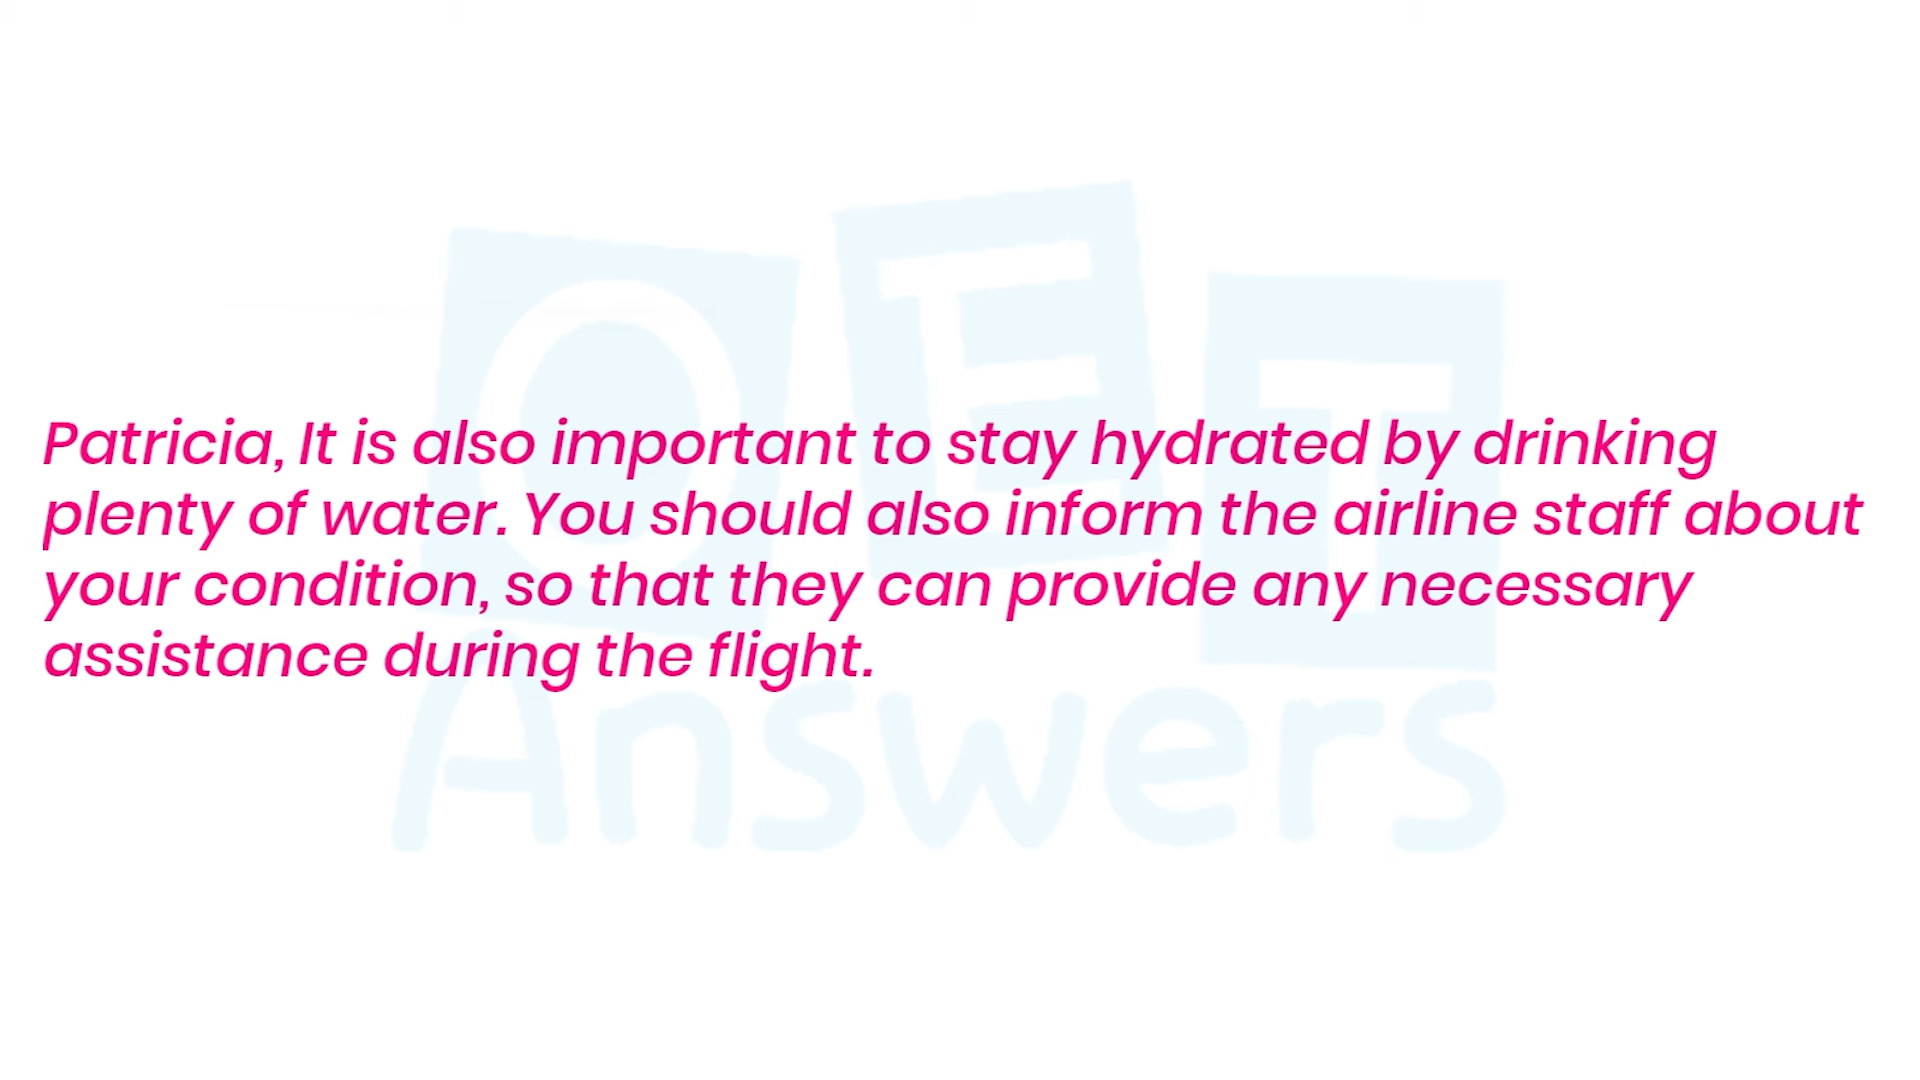 Patricia, It is also important to stay hydrated by drinking
plenty of water. You should also inform the airline staff about
your condition, so that they can provide any necessary
assistance during the flight.
OET
Answers